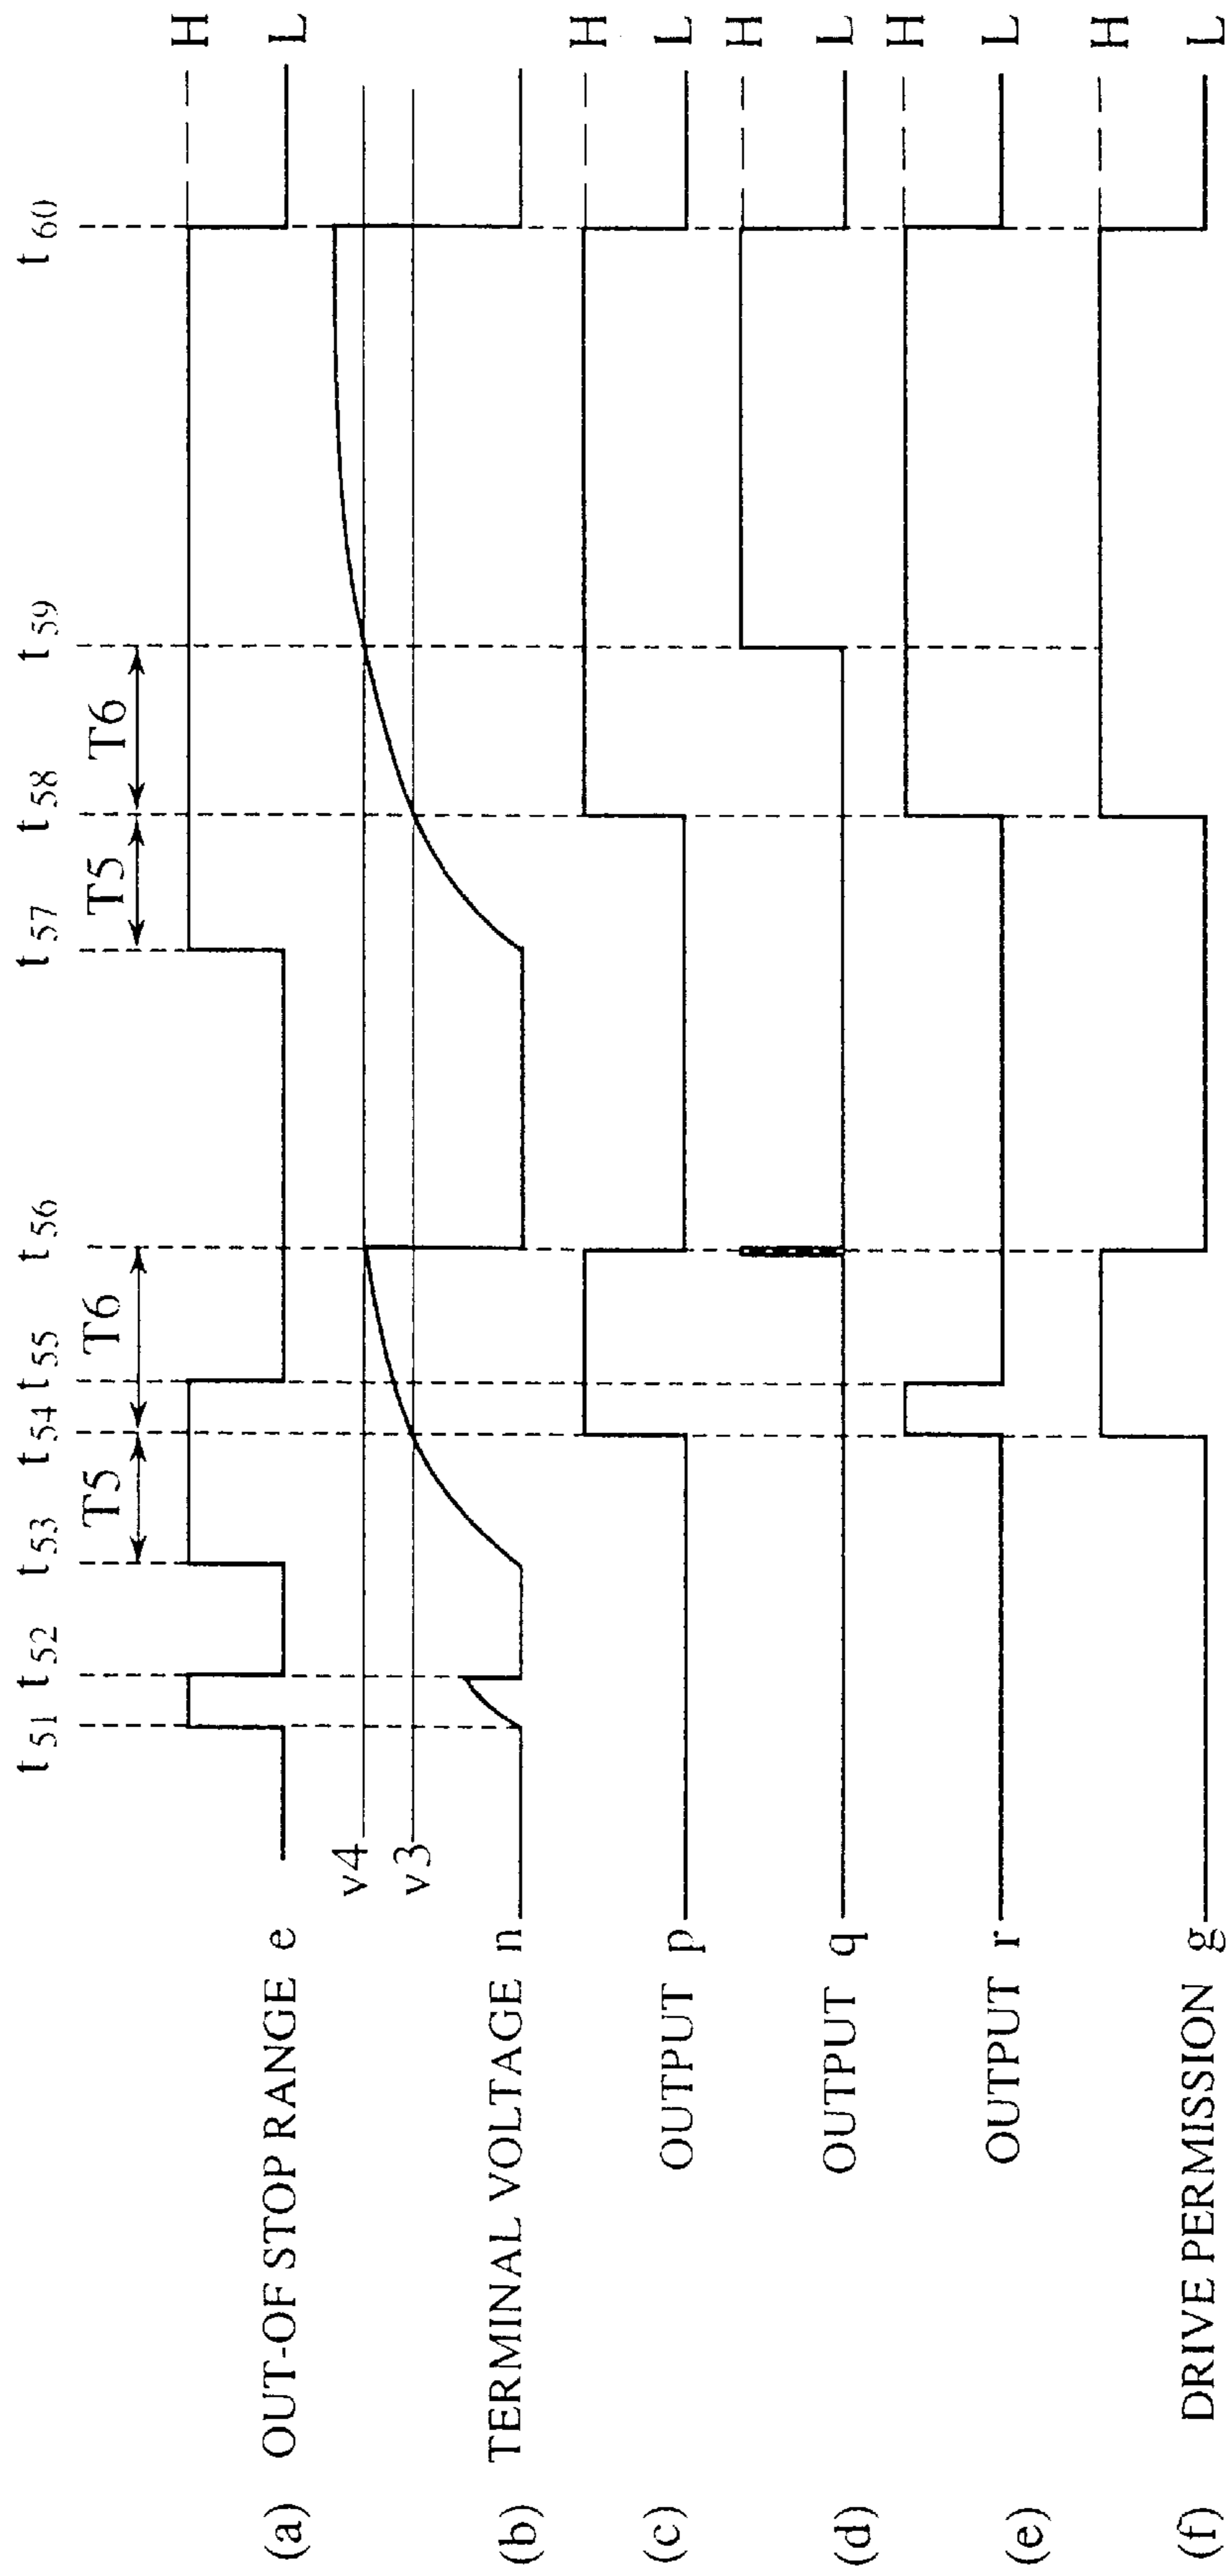 t51 t52 t53 t54 t55 t56 t57 t58 t59 t60
T5 T6 T5 T6
(a) OUT-OF STOP RANGE e H L
v4
v3
(b) TERMINAL VOLTAGE n
(c) OUTPUT p H L
(d) OUTPUT q H L
(e) OUTPUT r H L
(f) DRIVE PERMISSION g H L